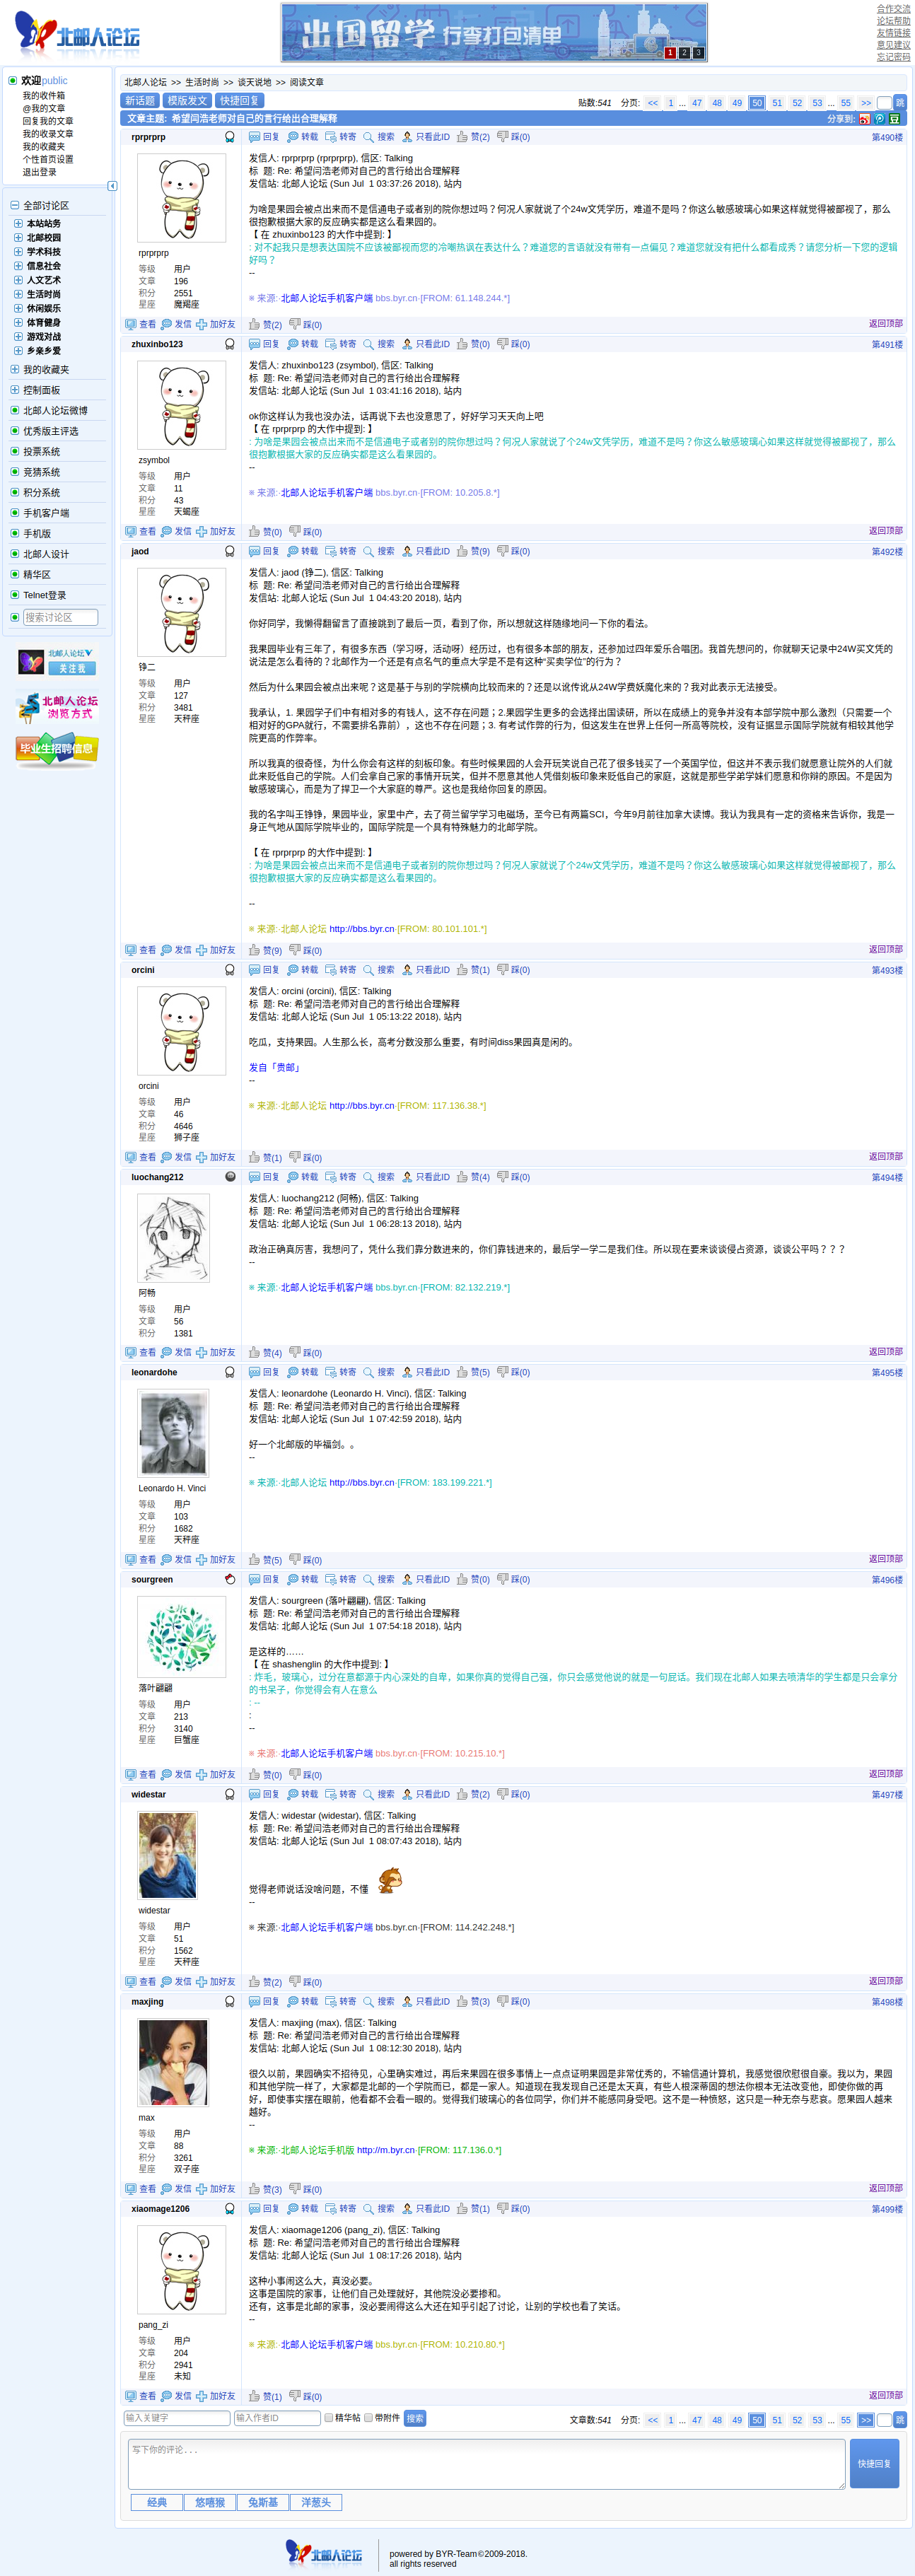 北邮人论坛
出国留学 行李打包清单
1 2 3
合作交流
论坛帮助
友情链接
意见建议
忘记密码
欢迎public
我的收件箱
@我的文章
回复我的文章
我的收录文章
我的收藏夹
个性首页设置
退出登录
全部讨论区
本站站务
北邮校园
学术科技
信息社会
人文艺术
生活时尚
休闲娱乐
体育健身
游戏对战
乡亲乡爱
我的收藏夹
控制面板
北邮人论坛微博
优秀版主评选
投票系统
竞猜系统
积分系统
手机客户端
手机版
北邮人设计
精华区
Telnet登录
搜索讨论区
北邮人论坛
关注我
北邮人论坛
浏览方式
毕业生招聘信息
北邮人论坛 >> 生活时尚 >> 谈天说地 >> 阅读文章
新话题 模版发文 快捷回复
贴数:541 分页: << 1 ... 47 48 49 50 51 52 53 ... 55 >> 跳
文章主题: 希望闫浩老师对自己的言行给出合理解释
分享到:
rprprprp
回复 转载 转寄 搜索 只看此ID 赞(2) 踩(0) 第490楼
rprprprp
等级 用户
文章 196
积分 2551
星座 魔羯座
发信人: rprprprp (rprprprp), 信区: Talking
标 题: Re: 希望闫浩老师对自己的言行给出合理解释
发信站: 北邮人论坛 (Sun Jul 1 03:37:26 2018), 站内
为啥是果园会被点出来而不是信通电子或者别的院你想过吗？何况人家就说了个24w文凭学历，难道不是吗？你这么敏感玻璃心如果这样就觉得被鄙视了，那么很抱歉根据大家的反应确实都是这么看果园的。
【 在 zhuxinbo123 的大作中提到: 】
: 对不起我只是想表达国院不应该被鄙视而您的冷嘲热讽在表达什么？难道您的言语就没有带有一点偏见？难道您就没有把什么都看成秀？请您分析一下您的逻辑好吗？
--
※ 来源:·北邮人论坛手机客户端 bbs.byr.cn·[FROM: 61.148.244.*]
查看 发信 加好友 赞(2) 踩(0) 返回顶部
zhuxinbo123
回复 转载 转寄 搜索 只看此ID 赞(0) 踩(0) 第491楼
zsymbol
等级 用户
文章 11
积分 43
星座 天蝎座
发信人: zhuxinbo123 (zsymbol), 信区: Talking
标 题: Re: 希望闫浩老师对自己的言行给出合理解释
发信站: 北邮人论坛 (Sun Jul 1 03:41:16 2018), 站内
ok你这样认为我也没办法，话再说下去也没意思了，好好学习天天向上吧
【 在 rprprprp 的大作中提到: 】
: 为啥是果园会被点出来而不是信通电子或者别的院你想过吗？何况人家就说了个24w文凭学历，难道不是吗？你这么敏感玻璃心如果这样就觉得被鄙视了，那么很抱歉根据大家的反应确实都是这么看果园的。
--
※ 来源:·北邮人论坛手机客户端 bbs.byr.cn·[FROM: 10.205.8.*]
查看 发信 加好友 赞(0) 踩(0) 返回顶部
jaod
回复 转载 转寄 搜索 只看此ID 赞(9) 踩(0) 第492楼
铮二
等级 用户
文章 127
积分 3481
星座 天秤座
发信人: jaod (铮二), 信区: Talking
标 题: Re: 希望闫浩老师对自己的言行给出合理解释
发信站: 北邮人论坛 (Sun Jul 1 04:43:20 2018), 站内
你好同学，我懒得翻留言了直接跳到了最后一页，看到了你，所以想就这样随缘地问一下你的看法。
我果园毕业有三年了，有很多东西（学习呀，活动呀）经历过，也有很多本部的朋友，还参加过四年爱乐合唱团。我首先想问的，你就聊天记录中24W买文凭的说法是怎么看待的？北邮作为一个还是有点名气的重点大学是不是有这种“买卖学位”的行为？
然后为什么果园会被点出来呢？这是基于与别的学院横向比较而来的？还是以讹传讹从24W学费妖魔化来的？我对此表示无法接受。
我承认，1. 果园学子们中有相对多的有钱人，这不存在问题；2.果园学生更多的会选择出国读研，所以在成绩上的竞争并没有本部学院中那么激烈（只需要一个相对好的GPA就行，不需要排名靠前），这也不存在问题；3. 有考试作弊的行为，但这发生在世界上任何一所高等院校，没有证据显示国际学院就有相较其他学院更高的作弊率。
所以我真的很奇怪，为什么你会有这样的刻板印象。有些时候果园的人会开玩笑说自己花了很多钱买了一个英国学位，但这并不表示我们就愿意让院外的人们就此来贬低自己的学院。人们会拿自己家的事情开玩笑，但并不愿意其他人凭借刻板印象来贬低自己的家庭，这就是那些学弟学妹们愿意和你辩的原因。不是因为敏感玻璃心，而是为了捍卫一个大家庭的尊严。这也是我给你回复的原因。
我的名字叫王铮铮，果园毕业，家里中产，去了荷兰留学学习电磁场，至今已有两篇SCI，今年9月前往加拿大读博。我认为我具有一定的资格来告诉你，我是一身正气地从国际学院毕业的，国际学院是一个具有特殊魅力的北邮学院。
【 在 rprprprp 的大作中提到: 】
: 为啥是果园会被点出来而不是信通电子或者别的院你想过吗？何况人家就说了个24w文凭学历，难道不是吗？你这么敏感玻璃心如果这样就觉得被鄙视了，那么很抱歉根据大家的反应确实都是这么看果园的。
--
※ 来源:·北邮人论坛 http://bbs.byr.cn·[FROM: 80.101.101.*]
查看 发信 加好友 赞(9) 踩(0) 返回顶部
orcini
回复 转载 转寄 搜索 只看此ID 赞(1) 踩(0) 第493楼
orcini
等级 用户
文章 46
积分 4646
星座 狮子座
发信人: orcini (orcini), 信区: Talking
标 题: Re: 希望闫浩老师对自己的言行给出合理解释
发信站: 北邮人论坛 (Sun Jul 1 05:13:22 2018), 站内
吃瓜，支持果园。人生那么长，高考分数没那么重要，有时间diss果园真是闲的。
发自「贵邮」
--
※ 来源:·北邮人论坛 http://bbs.byr.cn·[FROM: 117.136.38.*]
查看 发信 加好友 赞(1) 踩(0) 返回顶部
luochang212
回复 转载 转寄 搜索 只看此ID 赞(4) 踩(0) 第494楼
阿畅
等级 用户
文章 56
积分 1381
发信人: luochang212 (阿畅), 信区: Talking
标 题: Re: 希望闫浩老师对自己的言行给出合理解释
发信站: 北邮人论坛 (Sun Jul 1 06:28:13 2018), 站内
政治正确真厉害，我想问了，凭什么我们靠分数进来的，你们靠钱进来的，最后学一学二是我们住。所以现在要来谈谈侵占资源，谈谈公平吗？？？
--
※ 来源:·北邮人论坛手机客户端 bbs.byr.cn·[FROM: 82.132.219.*]
查看 发信 加好友 赞(4) 踩(0) 返回顶部
leonardohe
回复 转载 转寄 搜索 只看此ID 赞(5) 踩(0) 第495楼
Leonardo H. Vinci
等级 用户
文章 103
积分 1682
星座 天秤座
发信人: leonardohe (Leonardo H. Vinci), 信区: Talking
标 题: Re: 希望闫浩老师对自己的言行给出合理解释
发信站: 北邮人论坛 (Sun Jul 1 07:42:59 2018), 站内
好一个北邮版的毕福剑。。
--
※ 来源:·北邮人论坛 http://bbs.byr.cn·[FROM: 183.199.221.*]
查看 发信 加好友 赞(5) 踩(0) 返回顶部
sourgreen
回复 转载 转寄 搜索 只看此ID 赞(0) 踩(0) 第496楼
落叶翩翩
等级 用户
文章 213
积分 3140
星座 巨蟹座
发信人: sourgreen (落叶翩翩), 信区: Talking
标 题: Re: 希望闫浩老师对自己的言行给出合理解释
发信站: 北邮人论坛 (Sun Jul 1 07:54:18 2018), 站内
是这样的……
【 在 shashenglin 的大作中提到: 】
: 炸毛，玻璃心，过分在意都源于内心深处的自卑，如果你真的觉得自己强，你只会感觉他说的就是一句屁话。我们现在北邮人如果去喷清华的学生都是只会拿分的书呆子，你觉得会有人在意么
: --
:
--
※ 来源:·北邮人论坛手机客户端 bbs.byr.cn·[FROM: 10.215.10.*]
查看 发信 加好友 赞(0) 踩(0) 返回顶部
widestar
回复 转载 转寄 搜索 只看此ID 赞(2) 踩(0) 第497楼
widestar
等级 用户
文章 51
积分 1562
星座 天秤座
发信人: widestar (widestar), 信区: Talking
标 题: Re: 希望闫浩老师对自己的言行给出合理解释
发信站: 北邮人论坛 (Sun Jul 1 08:07:43 2018), 站内
觉得老师说话没啥问题，不懂
--
※ 来源:·北邮人论坛手机客户端 bbs.byr.cn·[FROM: 114.242.248.*]
查看 发信 加好友 赞(2) 踩(0) 返回顶部
maxjing
回复 转载 转寄 搜索 只看此ID 赞(3) 踩(0) 第498楼
max
等级 用户
文章 88
积分 3261
星座 双子座
发信人: maxjing (max), 信区: Talking
标 题: Re: 希望闫浩老师对自己的言行给出合理解释
发信站: 北邮人论坛 (Sun Jul 1 08:12:30 2018), 站内
很久以前，果园确实不招待见，心里确实难过，再后来果园在很多事情上一点点证明果园是非常优秀的，不输信通计算机，我感觉很欣慰很自豪。我以为，果园和其他学院一样了，大家都是北邮的一个学院而已，都是一家人。知道现在我发现自己还是太天真，有些人根深蒂固的想法你根本无法改变他，即使你做的再好，即使事实摆在眼前，他看都不会看一眼的。觉得我们玻璃心的各位同学，你们并不能感同身受吧。这不是一种愤怒，这只是一种无奈与悲哀。愿果园人越来越好。
--
※ 来源:·北邮人论坛手机版 http://m.byr.cn·[FROM: 117.136.0.*]
查看 发信 加好友 赞(3) 踩(0) 返回顶部
xiaomage1206
回复 转载 转寄 搜索 只看此ID 赞(1) 踩(0) 第499楼
pang_zi
等级 用户
文章 204
积分 2941
星座 未知
发信人: xiaomage1206 (pang_zi), 信区: Talking
标 题: Re: 希望闫浩老师对自己的言行给出合理解释
发信站: 北邮人论坛 (Sun Jul 1 08:17:26 2018), 站内
这种小事闹这么大，真没必要。
这事是国院的家事，让他们自己处理就好，其他院没必要掺和。
还有，这事是北邮的家事，没必要闹得这么大还在知乎引起了讨论，让别的学校也看了笑话。
--
※ 来源:·北邮人论坛手机客户端 bbs.byr.cn·[FROM: 10.210.80.*]
查看 发信 加好友 赞(1) 踩(0) 返回顶部
输入关键字 输入作者ID 精华帖 带附件 搜索
文章数:541 分页: << 1 ... 47 48 49 50 51 52 53 ... 55 >> 跳
写下你的评论...
快捷回复
经典 悠嘻猴 兔斯基 洋葱头
北邮人论坛
powered by BYR-Team©2009-2018.
all rights reserved